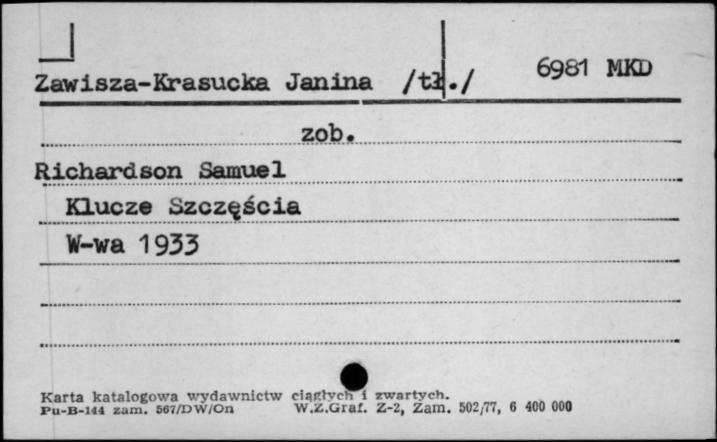 Zawisza-Krasucka Janina /tł./ 6981 MKD
zob.
Richardson Samuel
Klucze Szczęścia
W-wa 1933
Karta katalogowa wydawnictw ciągłych i zwartych.
Pu-B-144 zam. 567/DW/On W.Z.Graf. Z-2, Zam. 502/77, 6 400 000